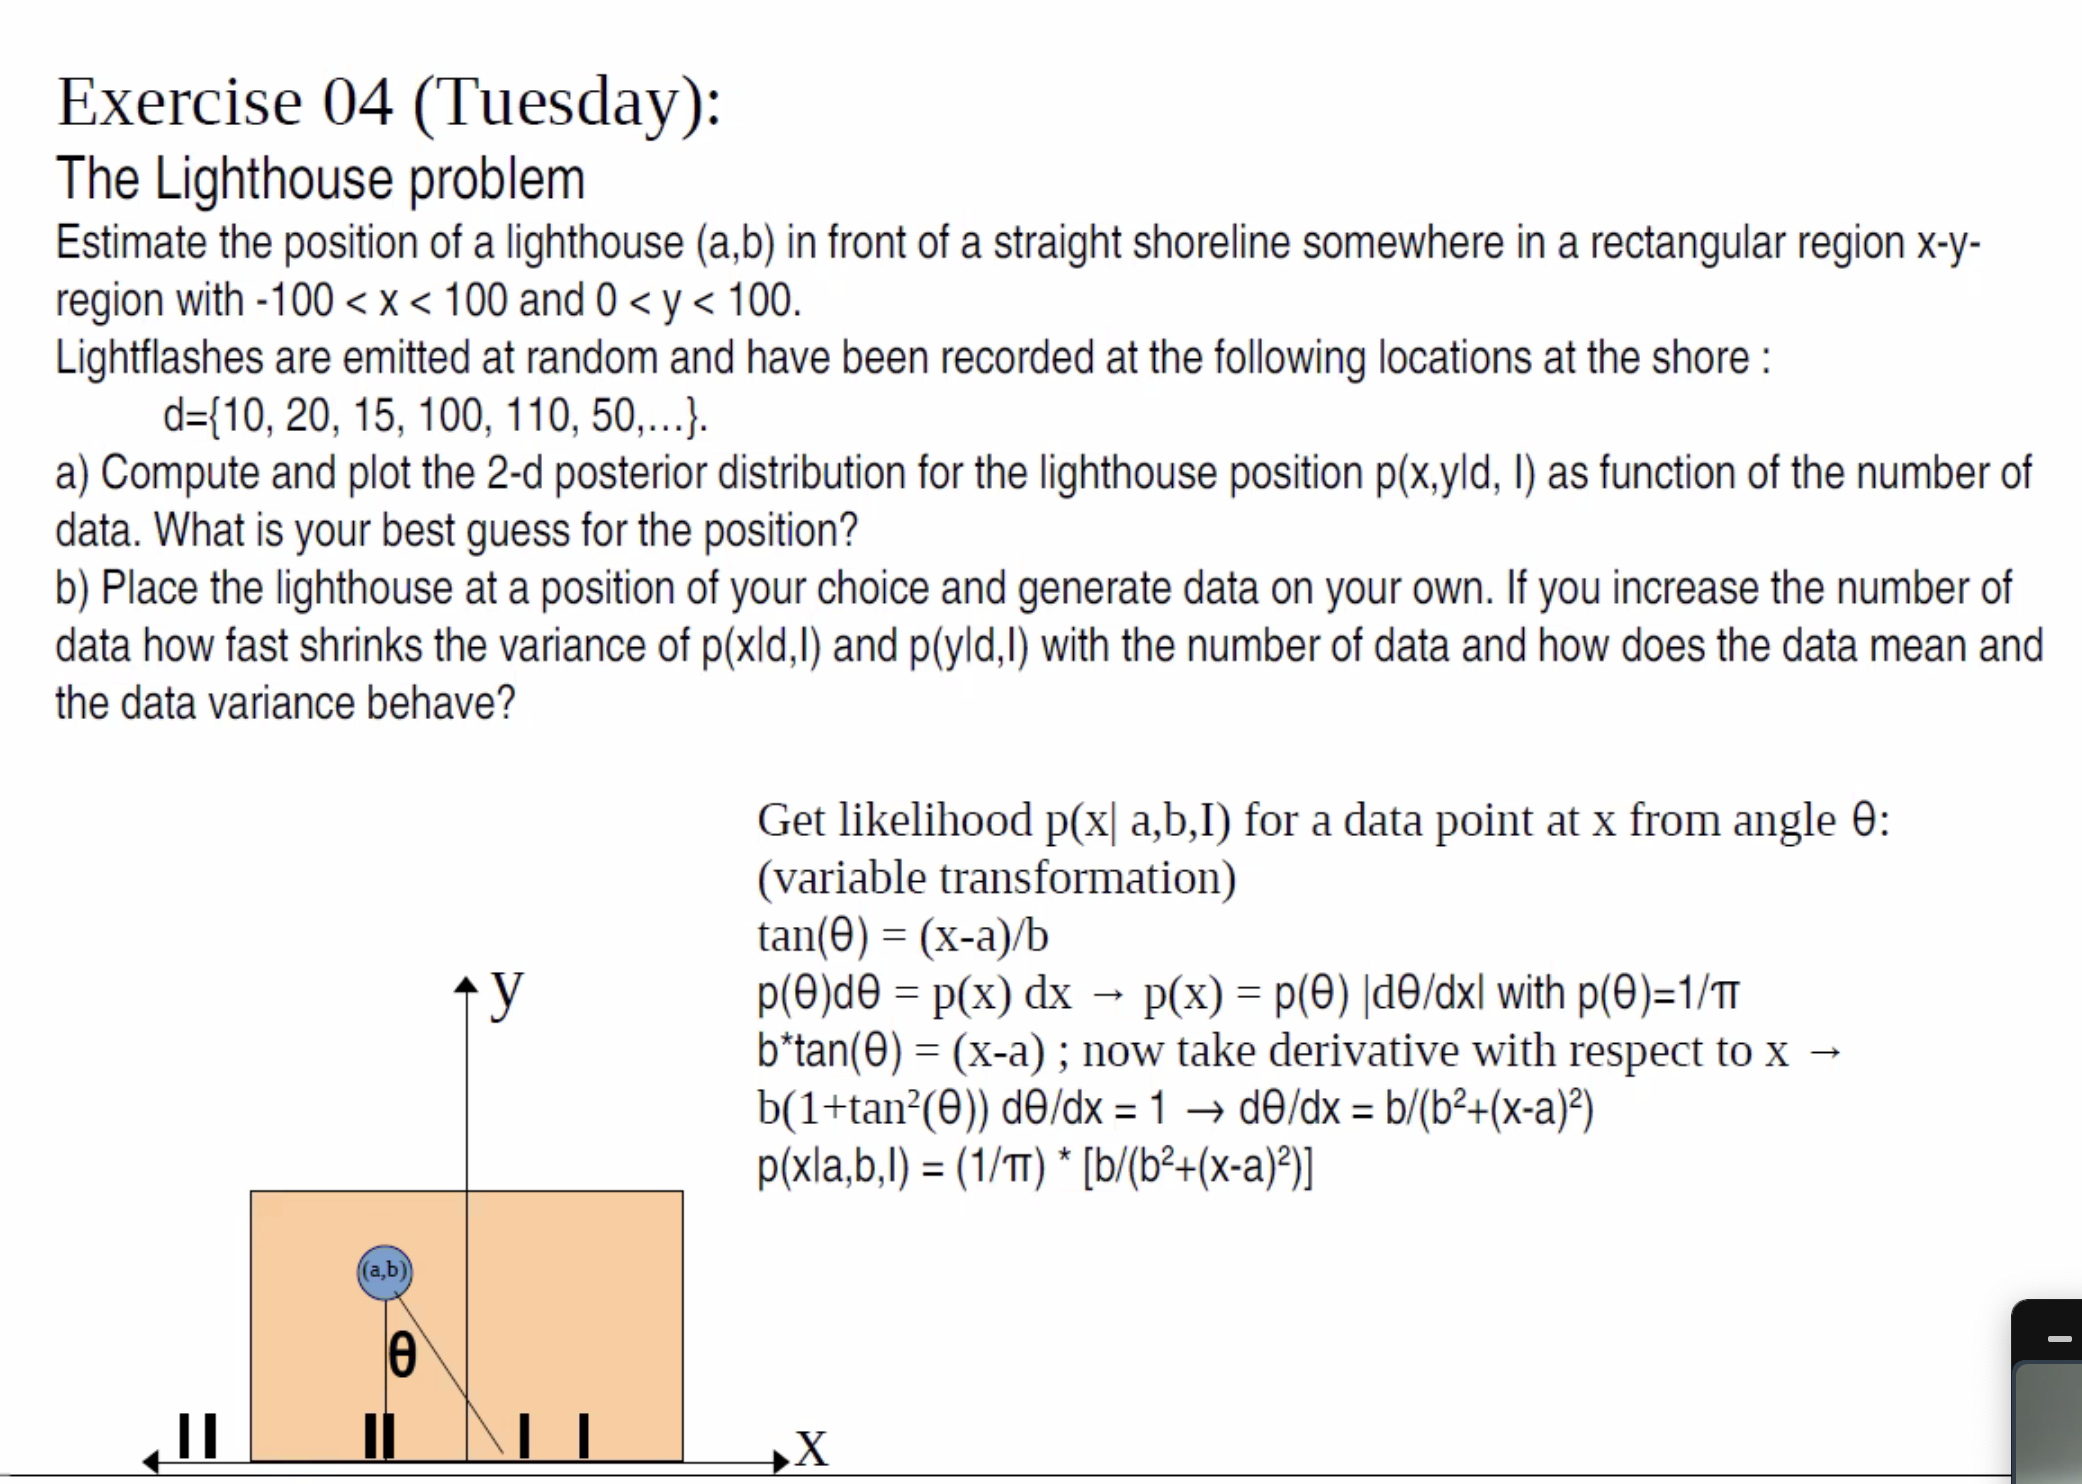 Exercise 04 (Tuesday):
The Lighthouse problem
Estimate the position of a lighthouse (a,b) in front of a straight shoreline somewhere in a rectangular region x-y-
region with -100 < x < 100 and 0 < y < 100.
Lightflashes are emitted at random and have been recorded at the following locations at the shore :
d={10, 20, 15, 100, 110, 50,...}.
a) Compute and plot the 2-d posterior distribution for the lighthouse position p(x,y|d, I) as function of the number of
data. What is your best guess for the position?
b) Place the lighthouse at a position of your choice and generate data on your own. If you increase the number of
data how fast shrinks the variance of p(x|d,I) and p(y|d,I) with the number of data and how does the data mean and
the data variance behave?
Get likelihood p(x| a,b,I) for a data point at x from angle θ:
(variable transformation)
tan(θ) = (x-a)/b
p(θ)dθ = p(x) dx → p(x) = p(θ) |dθ/dx| with p(θ)=1/π
b*tan(θ) = (x-a) ; now take derivative with respect to x →
b(1+tan²(θ)) dθ/dx = 1 → dθ/dx = b/(b²+(x-a)²)
p(x|a,b,I) = (1/π) * [b/(b²+(x-a)²)]
y
(a,b)
θ
x